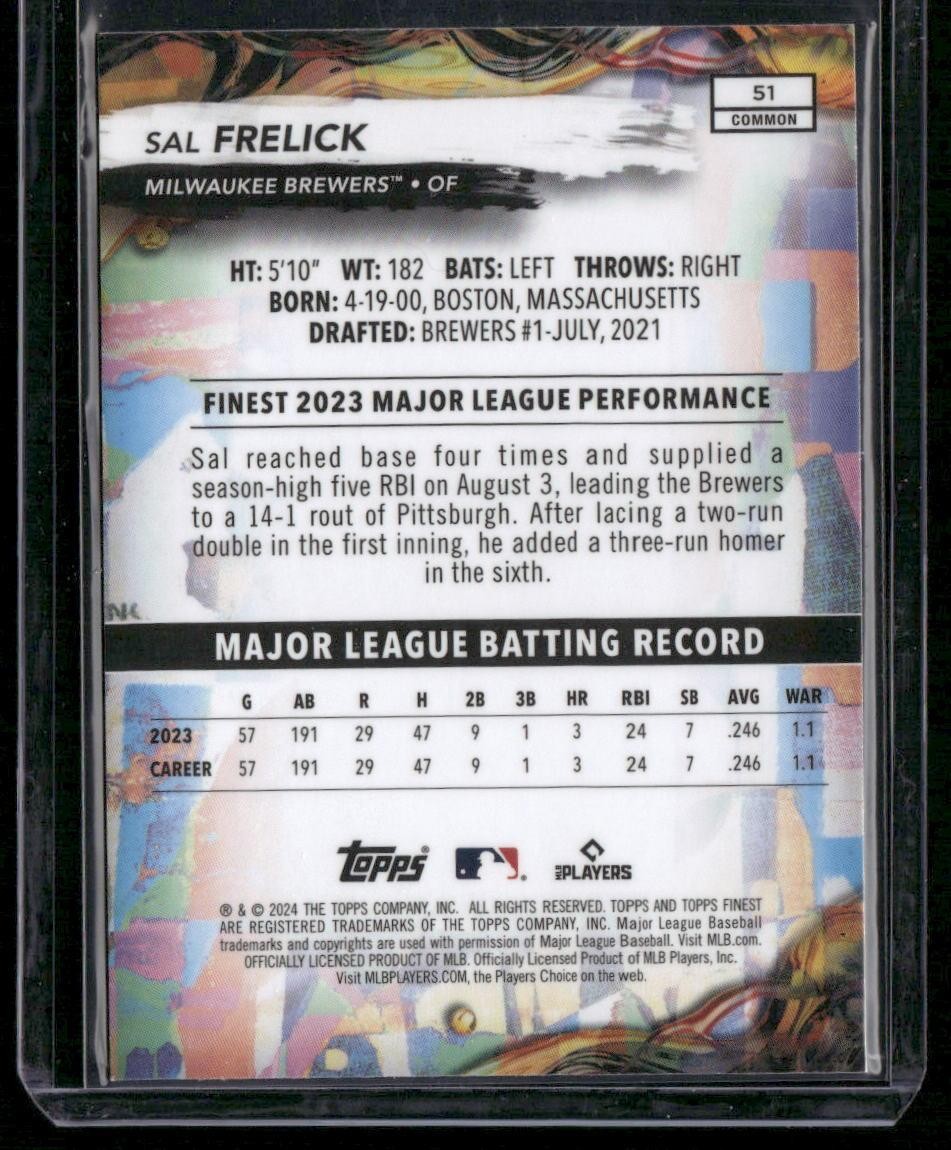 51
COMMON
SAL FRELICK
MILWAUKEE BREWERS™ • OF
HT: 5'10" WT: 182 BATS: LEFT THROWS: RIGHT
BORN: 4-19-00, BOSTON, MASSACHUSETTS
DRAFTED: BREWERS #1-JULY, 2021
FINEST 2023 MAJOR LEAGUE PERFORMANCE
Sal reached base four times and supplied a
season-high five RBI on August 3, leading the Brewers
to a 14-1 rout of Pittsburgh. After lacing a two-run
double in the first inning, he added a three-run homer
in the sixth.
NK
MAJOR LEAGUE BATTING RECORD
G AB R H 2B 3B HR RBI SB AVG WAR
2023 57 191 29 47 9 1 3 24 7 .246 1.1
CAREER 57 191 29 47 9 1 3 24 7 .246 1.1
Topps® ® MLB PLAYERS
® & © 2024 THE TOPPS COMPANY, INC. ALL RIGHTS RESERVED. TOPPS AND TOPPS FINEST
ARE REGISTERED TRADEMARKS OF THE TOPPS COMPANY, INC. Major League Baseball
trademarks and copyrights are used with permission of Major League Baseball. Visit MLB.com.
OFFICIALLY LICENSED PRODUCT OF MLB. Officially Licensed Product of MLB Players, Inc.
Visit MLBPLAYERS.COM, the Players Choice on the web.